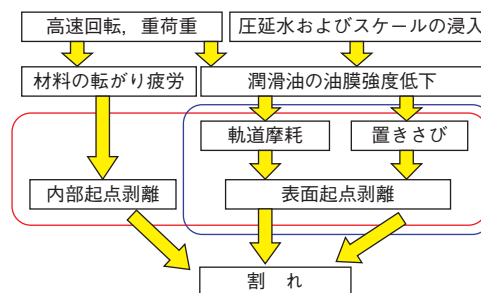 高速回転，重荷重
圧延水およびスケールの浸入
材料の転がり疲労
潤滑油の油膜強度低下
軌道摩耗
置きさび
内部起点剥離
表面起点剥離
割　れ